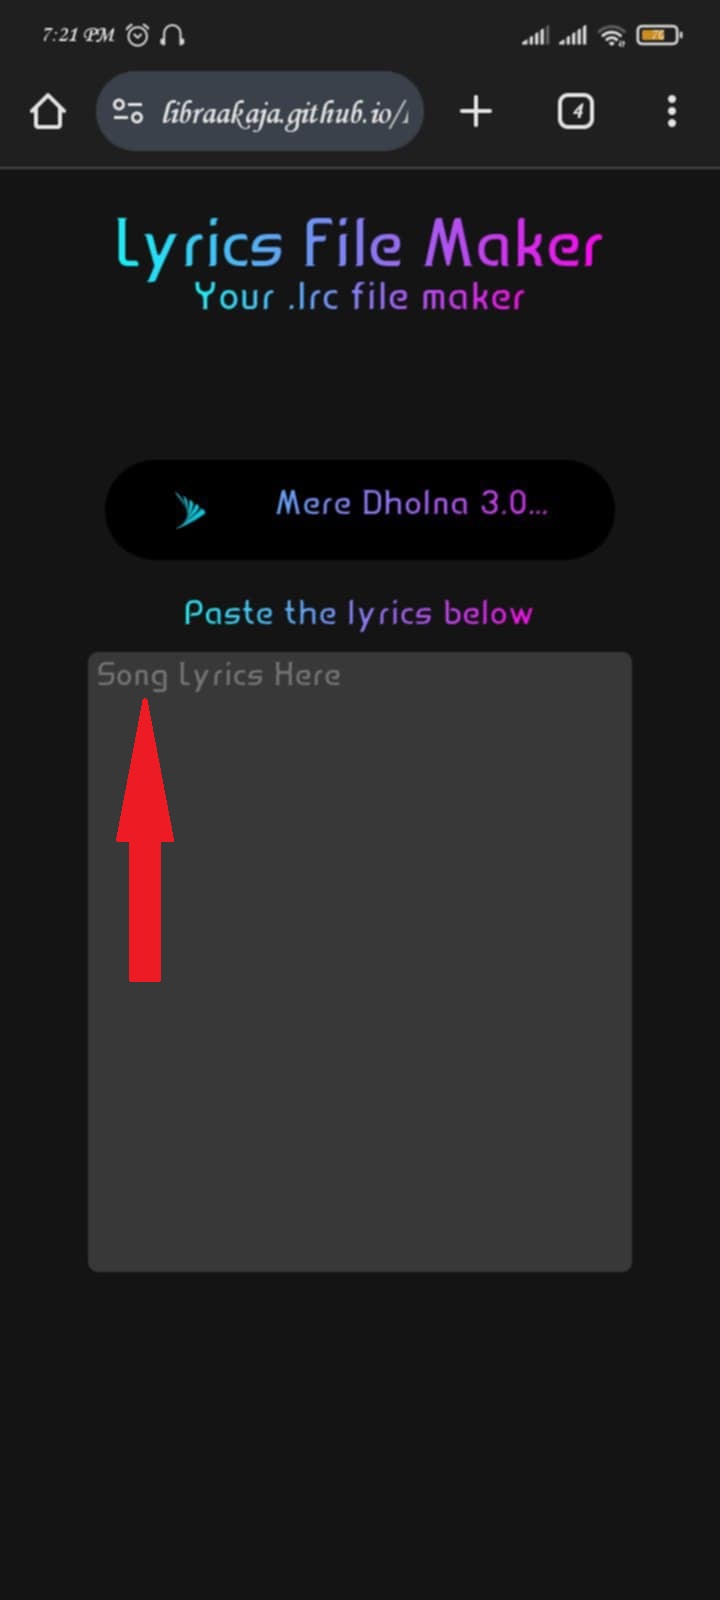 7:21 PM
76
libraakaja.github.io/
4
Lyrics File Maker
Your .lrc file maker
Mere Dholna 3.0...
Paste the lyrics below
Song Lyrics Here